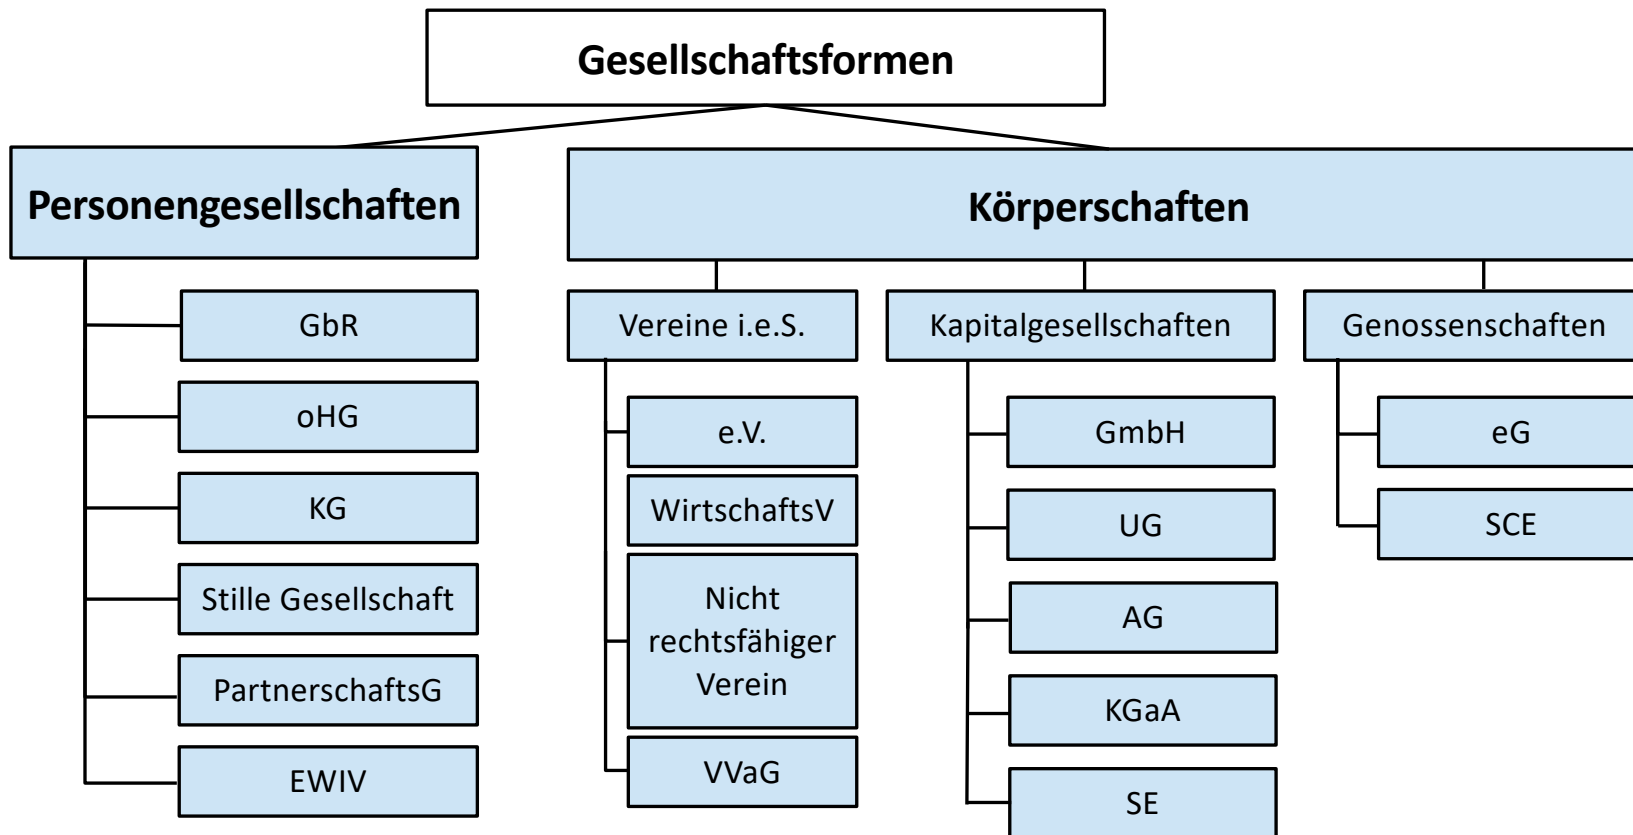 Gesellschaftsformen
Personengesellschaften
GbR
oHG
KG
Stille Gesellschaft
PartnerschaftsG
EWIV
Körperschaften
Vereine i.e.S.
e.V.
WirtschaftsV
Nicht
rechtsfähiger
Verein
VVaG
Kapitalgesellschaften
GmbH
UG
AG
KGaA
SE
Genossenschaften
eG
SCE